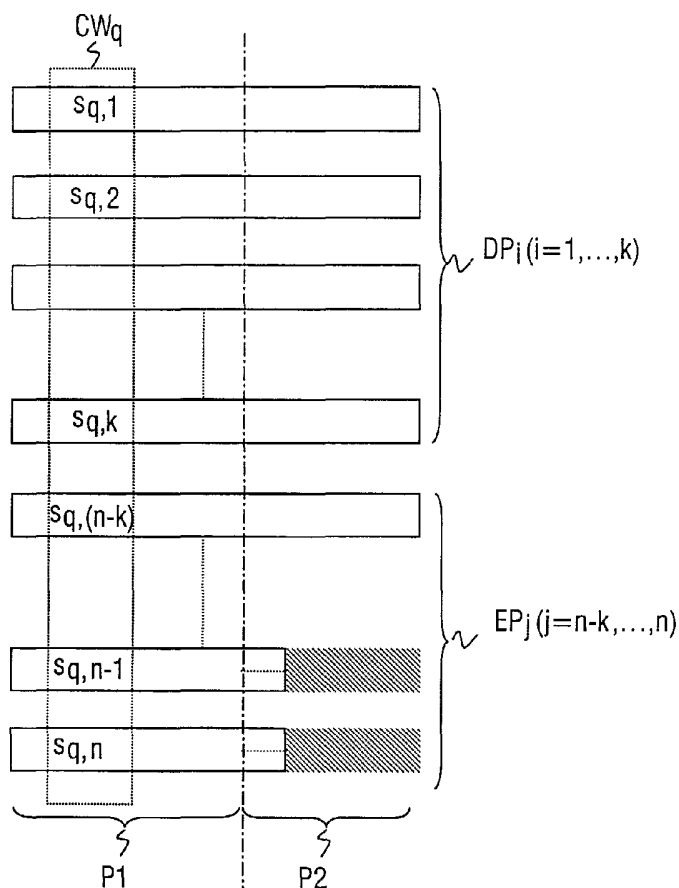 CWq
sq,1
sq,2
DPi (i=1,...,k)
sq,k
sq,(n-k)
EPj (j=n-k,...,n)
sq,n-1
sq,n
P1
P2